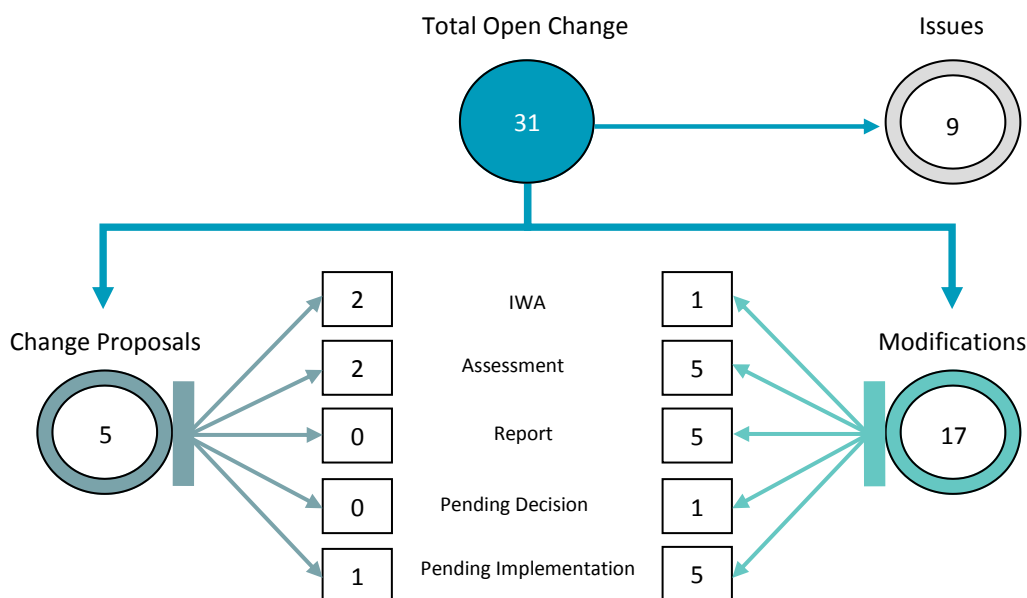 Total Open Change
Issues
31
9
Change Proposals
Modifications
5
17
2
IWA
1
2
Assessment
5
0
Report
5
0
Pending Decision
1
1
Pending Implementation
5